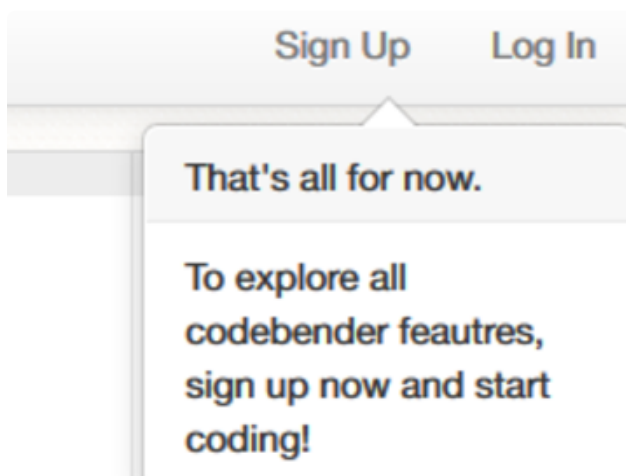 Sign Up Log In
That's all for now.
To explore all
codebender feautres,
sign up now and start
coding!